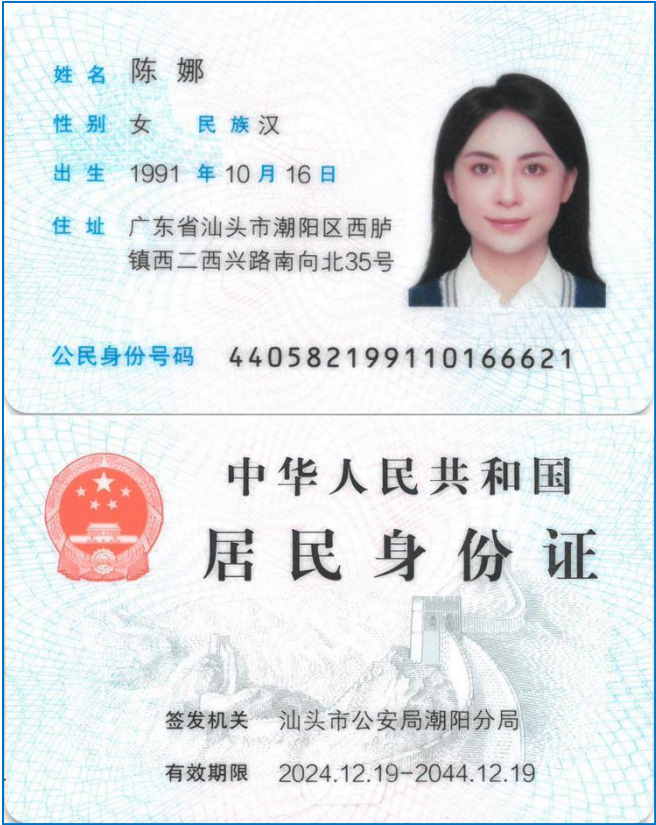 姓名 陈娜
性别 女 民族 汉
出生 1991 年 10 月 16 日
住址 广东省汕头市潮阳区西胪
镇西二西兴路南向北35号
公民身份号码 440582199110166621
中华人民共和国
居民身份证
签发机关 汕头市公安局潮阳分局
有效期限 2024.12.19-2044.12.19